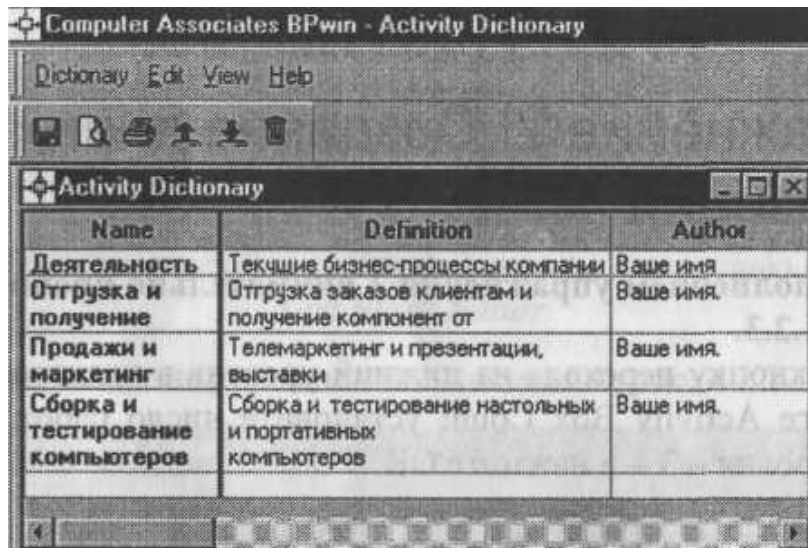 Computer Associates BPwin - Activity Dictionary
Dictionary Edit View Help
Activity Dictionary
Name Definition Author
Деятельность Текущие бизнес-процессы компании Ваше имя
Отгрузка и получение Отгрузка заказов клиентам и получение компонент от Ваше имя.
Продажи и маркетинг Телемаркетинг и презентации, выставки Ваше имя.
Сборка и тестирование компьютеров Сборка и тестирование настольных и портативных компьютеров Ваше имя.